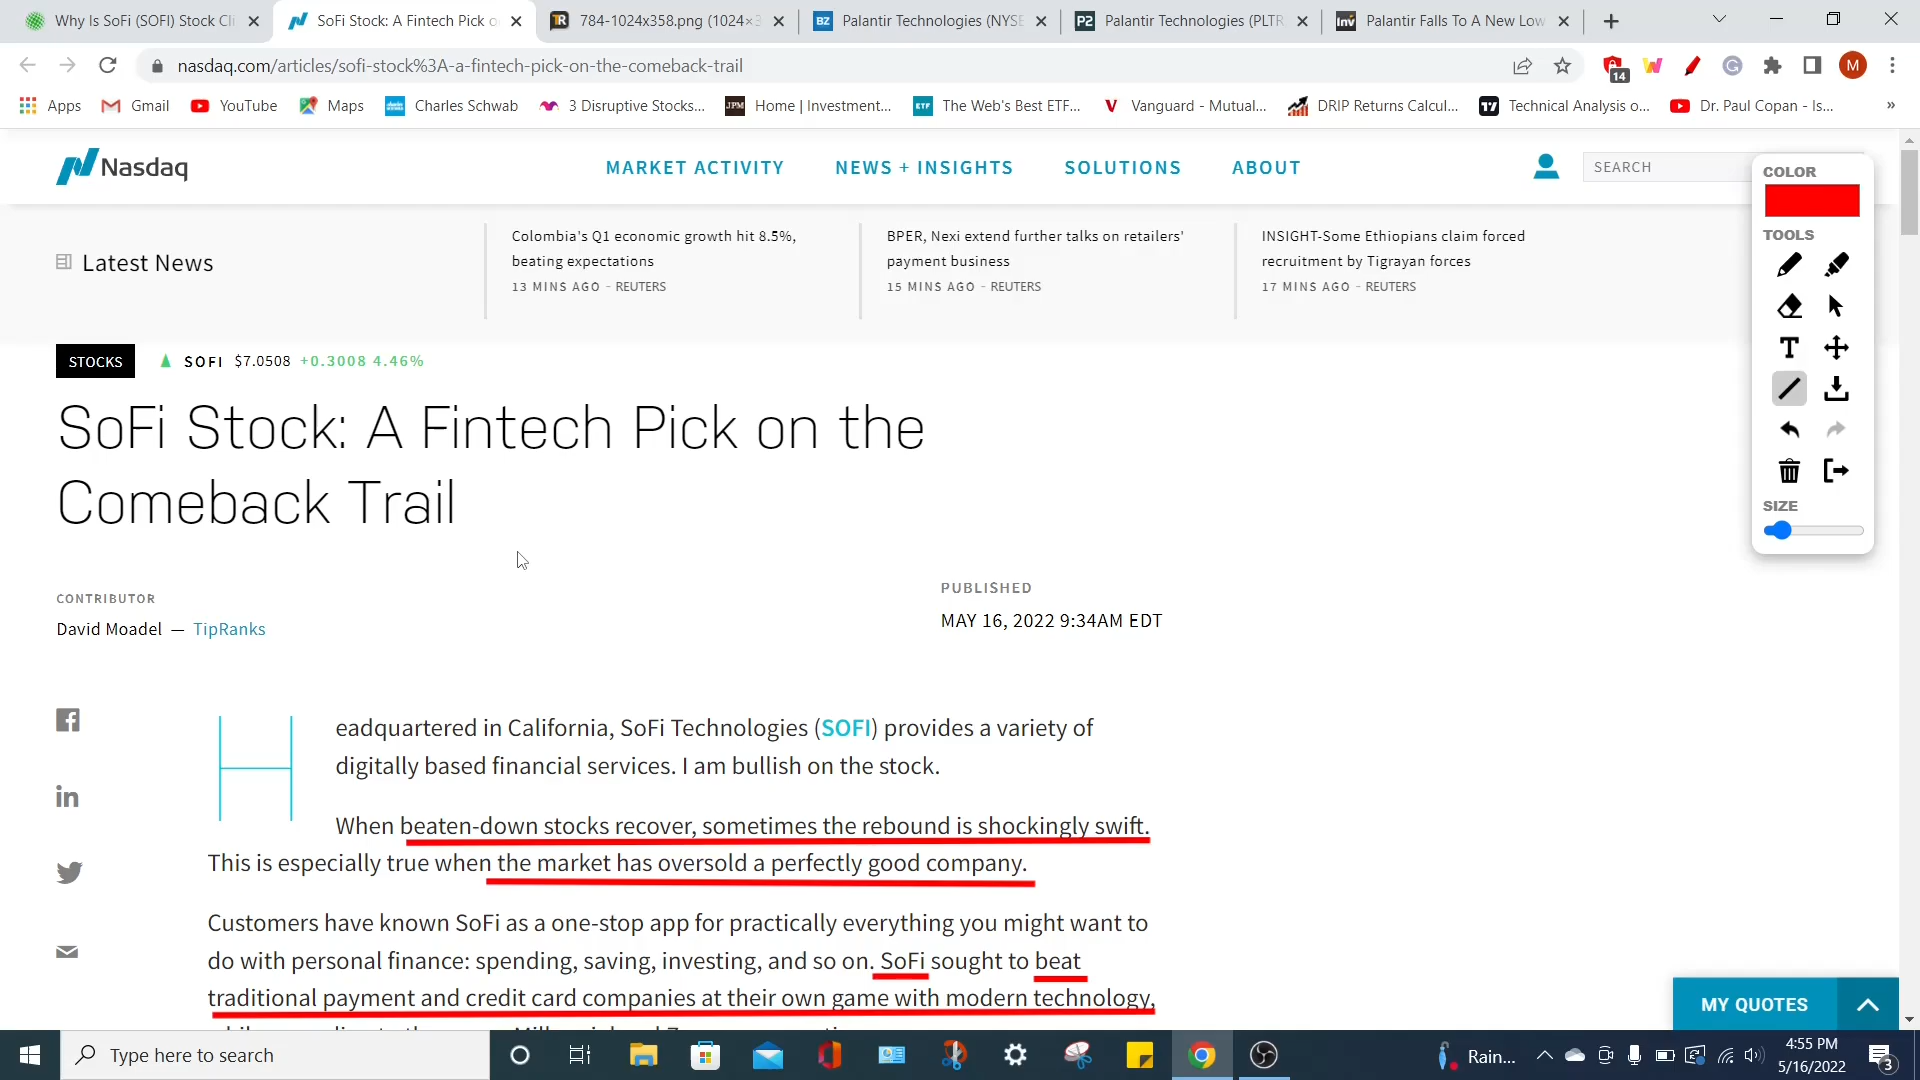 Why Is SoFi (SOFI) Stock Cli
SoFi Stock: A Fintech Pick o
784-1024x358.png (1024×3
Palantir Technologies (NYSE
Palantir Technologies (PLTR
Palantir Falls To A New Low
nasdaq.com/articles/sofi-stock%3A-a-fintech-pick-on-the-comeback-trail
14
M
Apps
Gmail
YouTube
Maps
Charles Schwab
3 Disruptive Stocks...
Home | Investment...
The Web's Best ETF...
Vanguard - Mutual...
DRIP Returns Calcul...
Technical Analysis o...
Dr. Paul Copan - Is...
»
Nasdaq
MARKET ACTIVITY
NEWS + INSIGHTS
SOLUTIONS
ABOUT
SEARCH
COLOR
TOOLS
SIZE
Latest News
Colombia's Q1 economic growth hit 8.5%,
beating expectations
13 MINS AGO - REUTERS
BPER, Nexi extend further talks on retailers'
payment business
15 MINS AGO - REUTERS
INSIGHT-Some Ethiopians claim forced
recruitment by Tigrayan forces
17 MINS AGO - REUTERS
STOCKS
SOFI $7.0508 +0.3008 4.46%
SoFi Stock: A Fintech Pick on the
Comeback Trail
CONTRIBUTOR
David Moadel — TipRanks
PUBLISHED
MAY 16, 2022 9:34AM EDT
Headquartered in California, SoFi Technologies (SOFI) provides a variety of
digitally based financial services. I am bullish on the stock.
When beaten-down stocks recover, sometimes the rebound is shockingly swift.
This is especially true when the market has oversold a perfectly good company.
Customers have known SoFi as a one-stop app for practically everything you might want to
do with personal finance: spending, saving, investing, and so on. SoFi sought to beat
traditional payment and credit card companies at their own game with modern technology,
MY QUOTES
Type here to search
Rain...
4:55 PM
5/16/2022
3